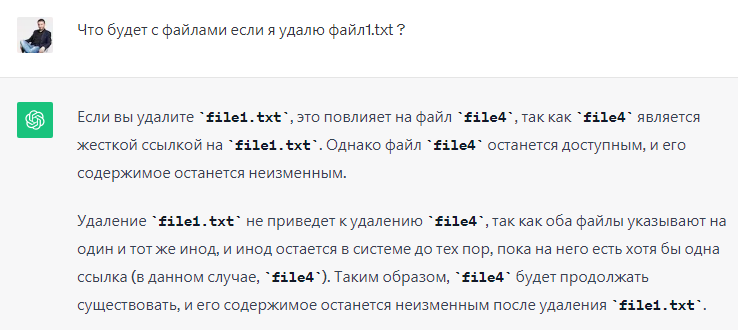 Что будет с файлами если я удалю файл1.txt ?
Если вы удалите `file1.txt`, это повлияет на файл `file4`, так как `file4` является
жесткой ссылкой на `file1.txt`. Однако файл `file4` останется доступным, и его
содержимое останется неизменным.
Удаление `file1.txt` не приведет к удалению `file4`, так как оба файлы указывают на
один и тот же инод, и инод остается в системе до тех пор, пока на него есть хотя бы одна
ссылка (в данном случае, `file4`). Таким образом, `file4` будет продолжать
существовать, и его содержимое останется неизменным после удаления `file1.txt`.